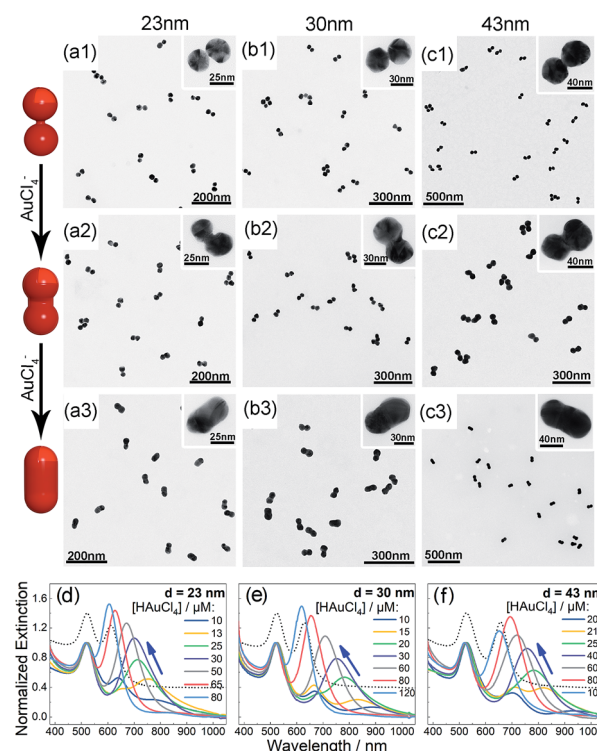 23nm 30nm 43nm
(a1) 25nm 200nm
(b1) 30nm 300nm
(c1) 40nm 500nm
AuCl4-
(a2) 25nm 200nm
(b2) 30nm 300nm
(c2) 40nm 300nm
AuCl4-
(a3) 25nm 200nm
(b3) 30nm 300nm
(c3) 40nm 500nm
Normalized Extinction
1.6
1.2
0.8
0.4
0.0
(d) d = 23 nm
[HAuCl4] / μM:
10
13
25
30
50
65
80
400 500 600 700 800 900 1000
(e) d = 30 nm
[HAuCl4] / μM:
10
15
20
30
60
80
120
400 500 600 700 800 900 1000
(f) d = 43 nm
[HAuCl4] / μM:
20
21
25
40
60
80
10
400 500 600 700 800 900 1000
Wavelength / nm